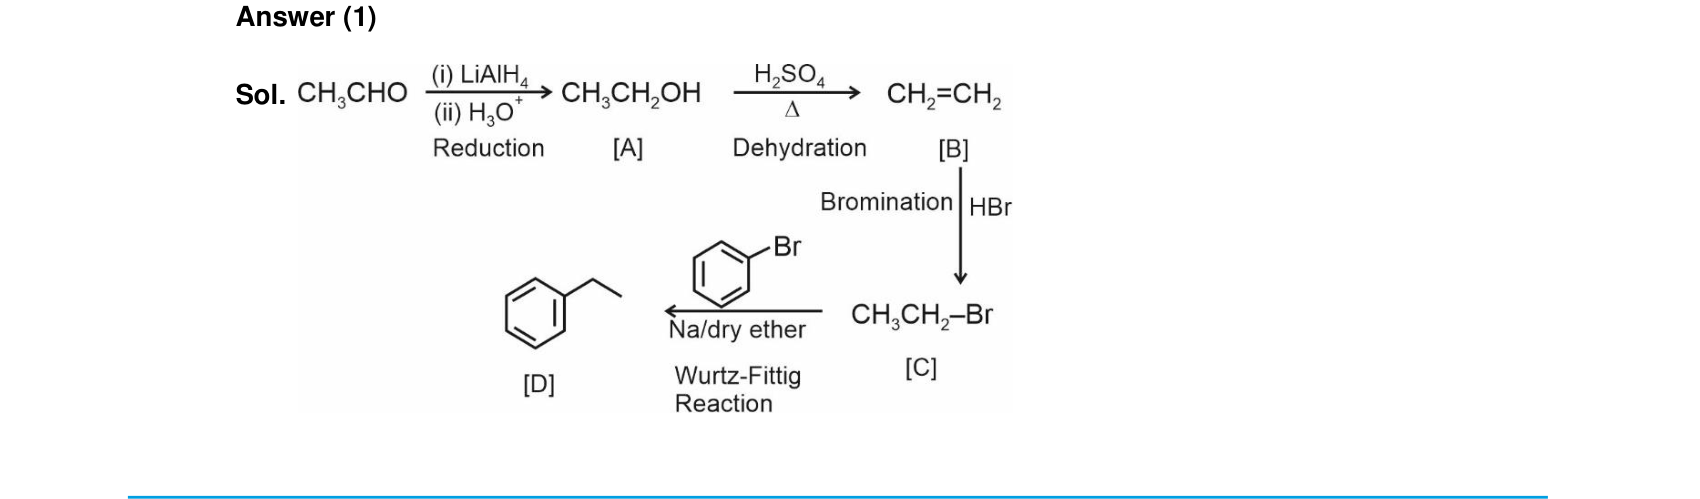 Answer (1)
Sol. CH₃CHO (i) LiAlH₄ (ii) H₃O⁺ CH₃CH₂OH H₂SO₄ Δ CH₂=CH₂
Reduction [A] Dehydration [B]
Bromination HBr
Br
CH₃CH₂–Br
Na/dry ether
[D] Wurtz-Fittig Reaction [C]